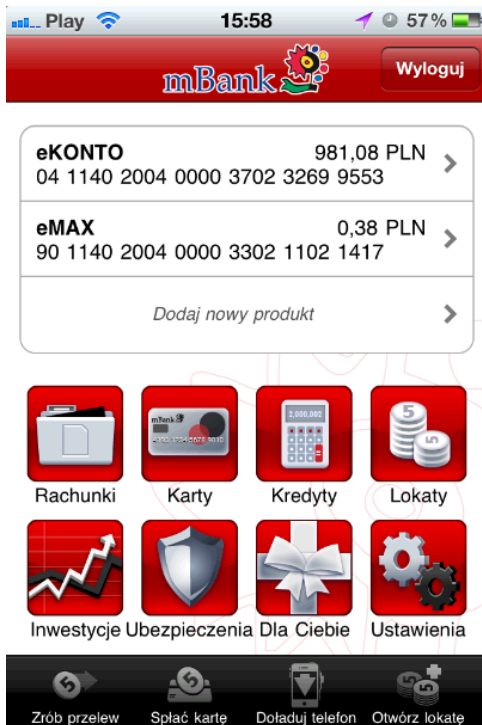 Play 15:58 57%
mBank Wyloguj
eKONTO 981,08 PLN
04 1140 2004 0000 3702 3269 9553
eMAX 0,38 PLN
90 1140 2004 0000 3302 1102 1417
Dodaj nowy produkt
Rachunki Karty Kredyty Lokaty
Inwestycje Ubezpieczenia Dla Ciebie Ustawienia
Zrób przelew Spłać kartę Doładuj telefon Otwórz lokatę